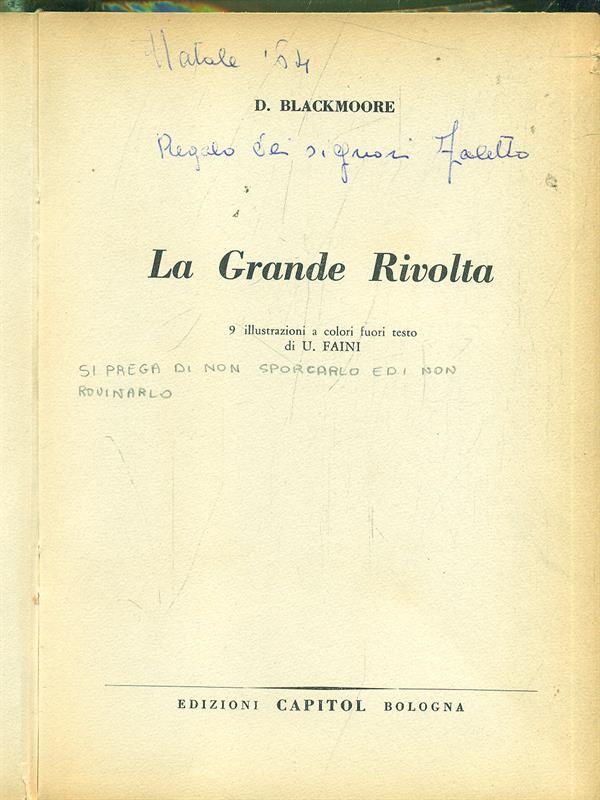 Natale '54
D. BLACKMOORE
Regalo dei signori
La Grande Rivolta
9 illustrazioni a colori fuori testo
di U. FAINI
SI PREGA DI NON SPORCARLO ED I NON
ROVINARLO
EDIZIONI CAPITOL BOLOGNA